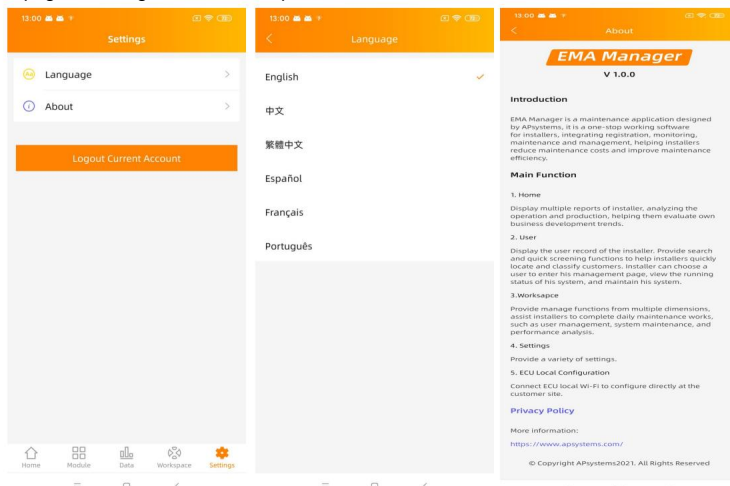 13:00
Settings
Language
About
Logout Current Account
Home
Module
Data
Workspace
Settings
13:00
Language
English
中文
繁體中文
Español
Français
Português
13:00
About
EMA Manager
V 1.0.0
Introduction
EMA Manager is a maintenance application designed
by APsystems, it is a one-stop working software
for installers, integrating registration, monitoring,
maintenance and management, helping installers
reduce maintenance costs and improve maintenance
efficiency.
Main Function
1. Home
Display multiple reports of installer, analyzing the
operation and production, helping them evaluate own
business development trends.
2. User
Display the user record of the installer. Provide search
and quick screening functions to help installers quickly
locate and classify customers. Installer can choose a
user to enter his management page, view the running
status of his system, and maintain his system.
3.Worksapce
Provide manage functions from multiple dimensions,
assist installers to complete daily maintenance works,
such as user management, system maintenance, and
performance analysis.
4. Settings
Provide a variety of settings.
5. ECU Local Configuration
Connect ECU local Wi-Fi to configure directly at the
customer site.
Privacy Policy
More information:
https://www.apsystems.com/
© Copyright APsystems2021. All Rights Reserved